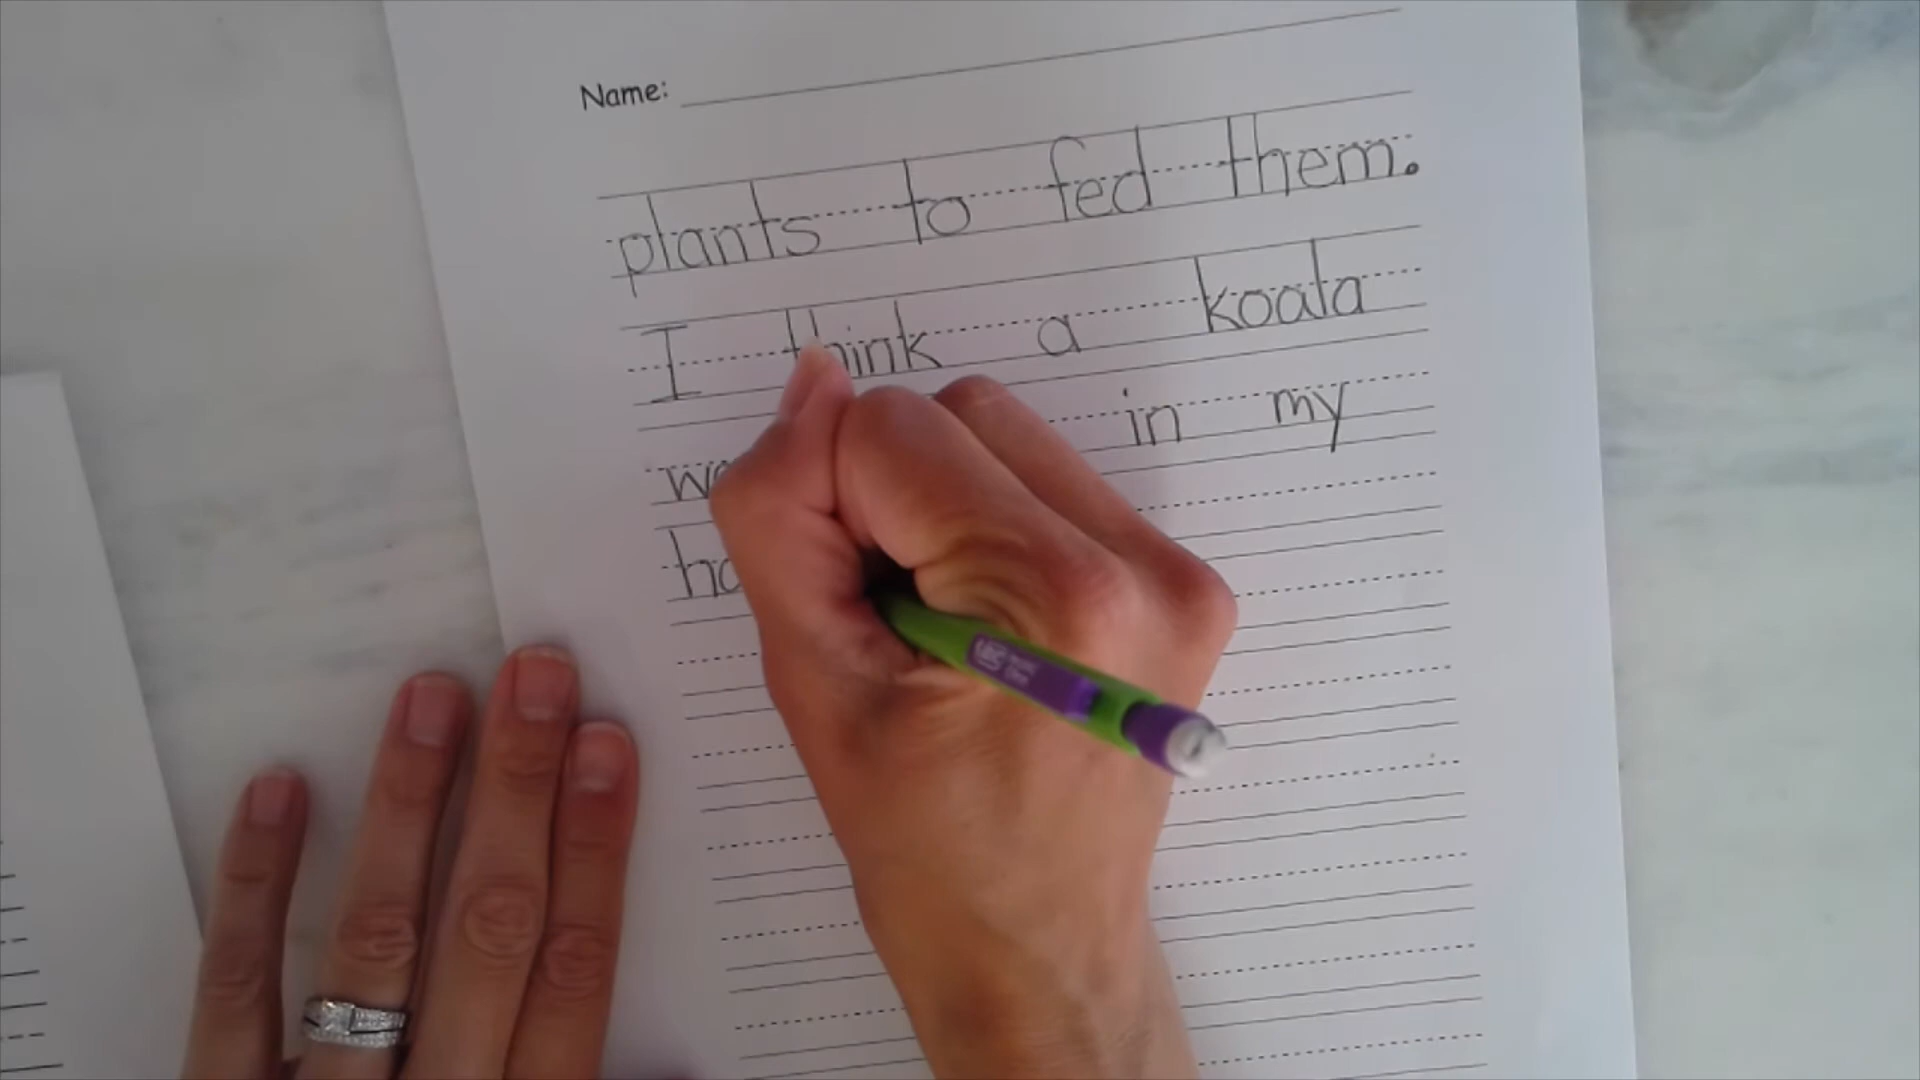 Name:
plants to fed them.
I think a koala
in my